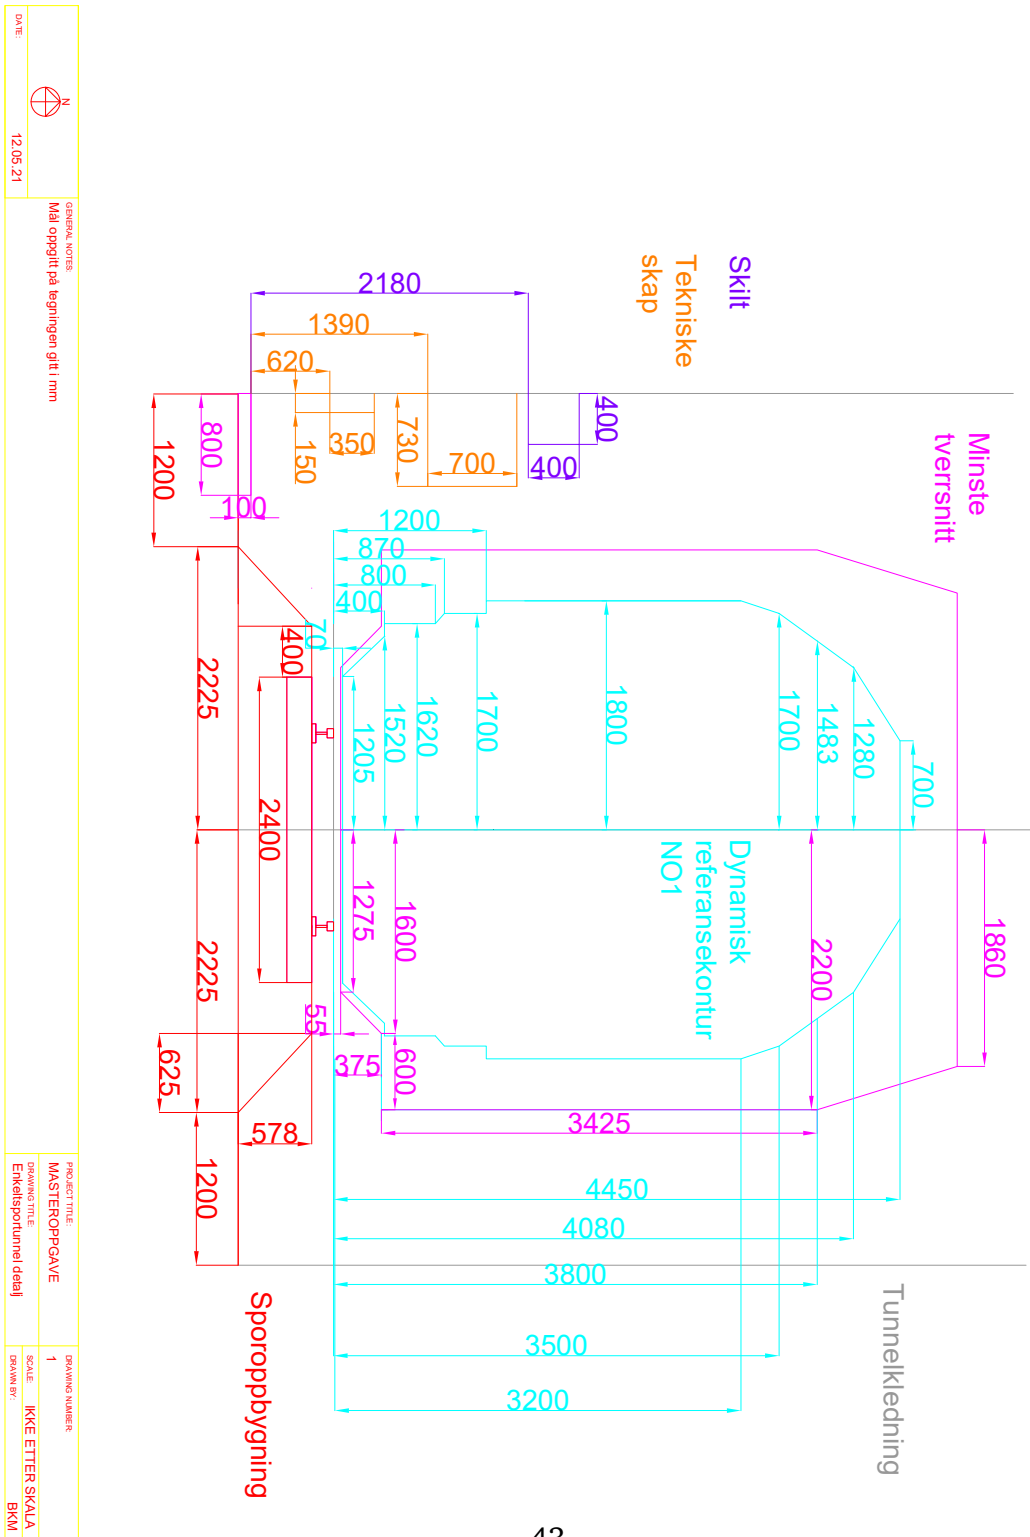 Skilt
Tekniske
skap
Minste
tverrsnitt
Dynamisk
referansekontur
NO1
Tunnelkledning
Sporoppbygning
2180
1390
620
400
730
150
350
700
400
800
1200
100
1200
870
800
400
70
400
2225
1700
1620
1520
1205
1800
1700
1483
1280
700
2400
2225
1275
1600
2200
1860
55
375
600
625
578
3425
1200
4450
4080
3800
3500
3200
DATE:
12.05.21
N
GENERAL NOTES:
Mål oppgitt på tegningen gitt i mm
PROJECT TITLE:
MASTEROPPGAVE
DRAWING TITLE:
Enkeltsportunnel detalj
DRAWING NUMBER:
1
SCALE:
IKKE ETTER SKALA
DRAWN BY:
BKM